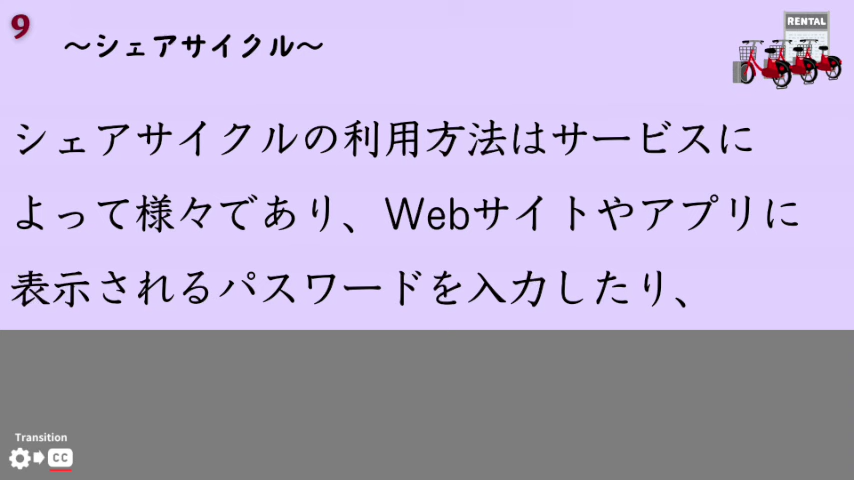 9
～シェアサイクル～
RENTAL
シェアサイクルの利用方法はサービスに
よって様々であり、Webサイトやアプリに
表示されるパスワードを入力したり、
Transition
CC